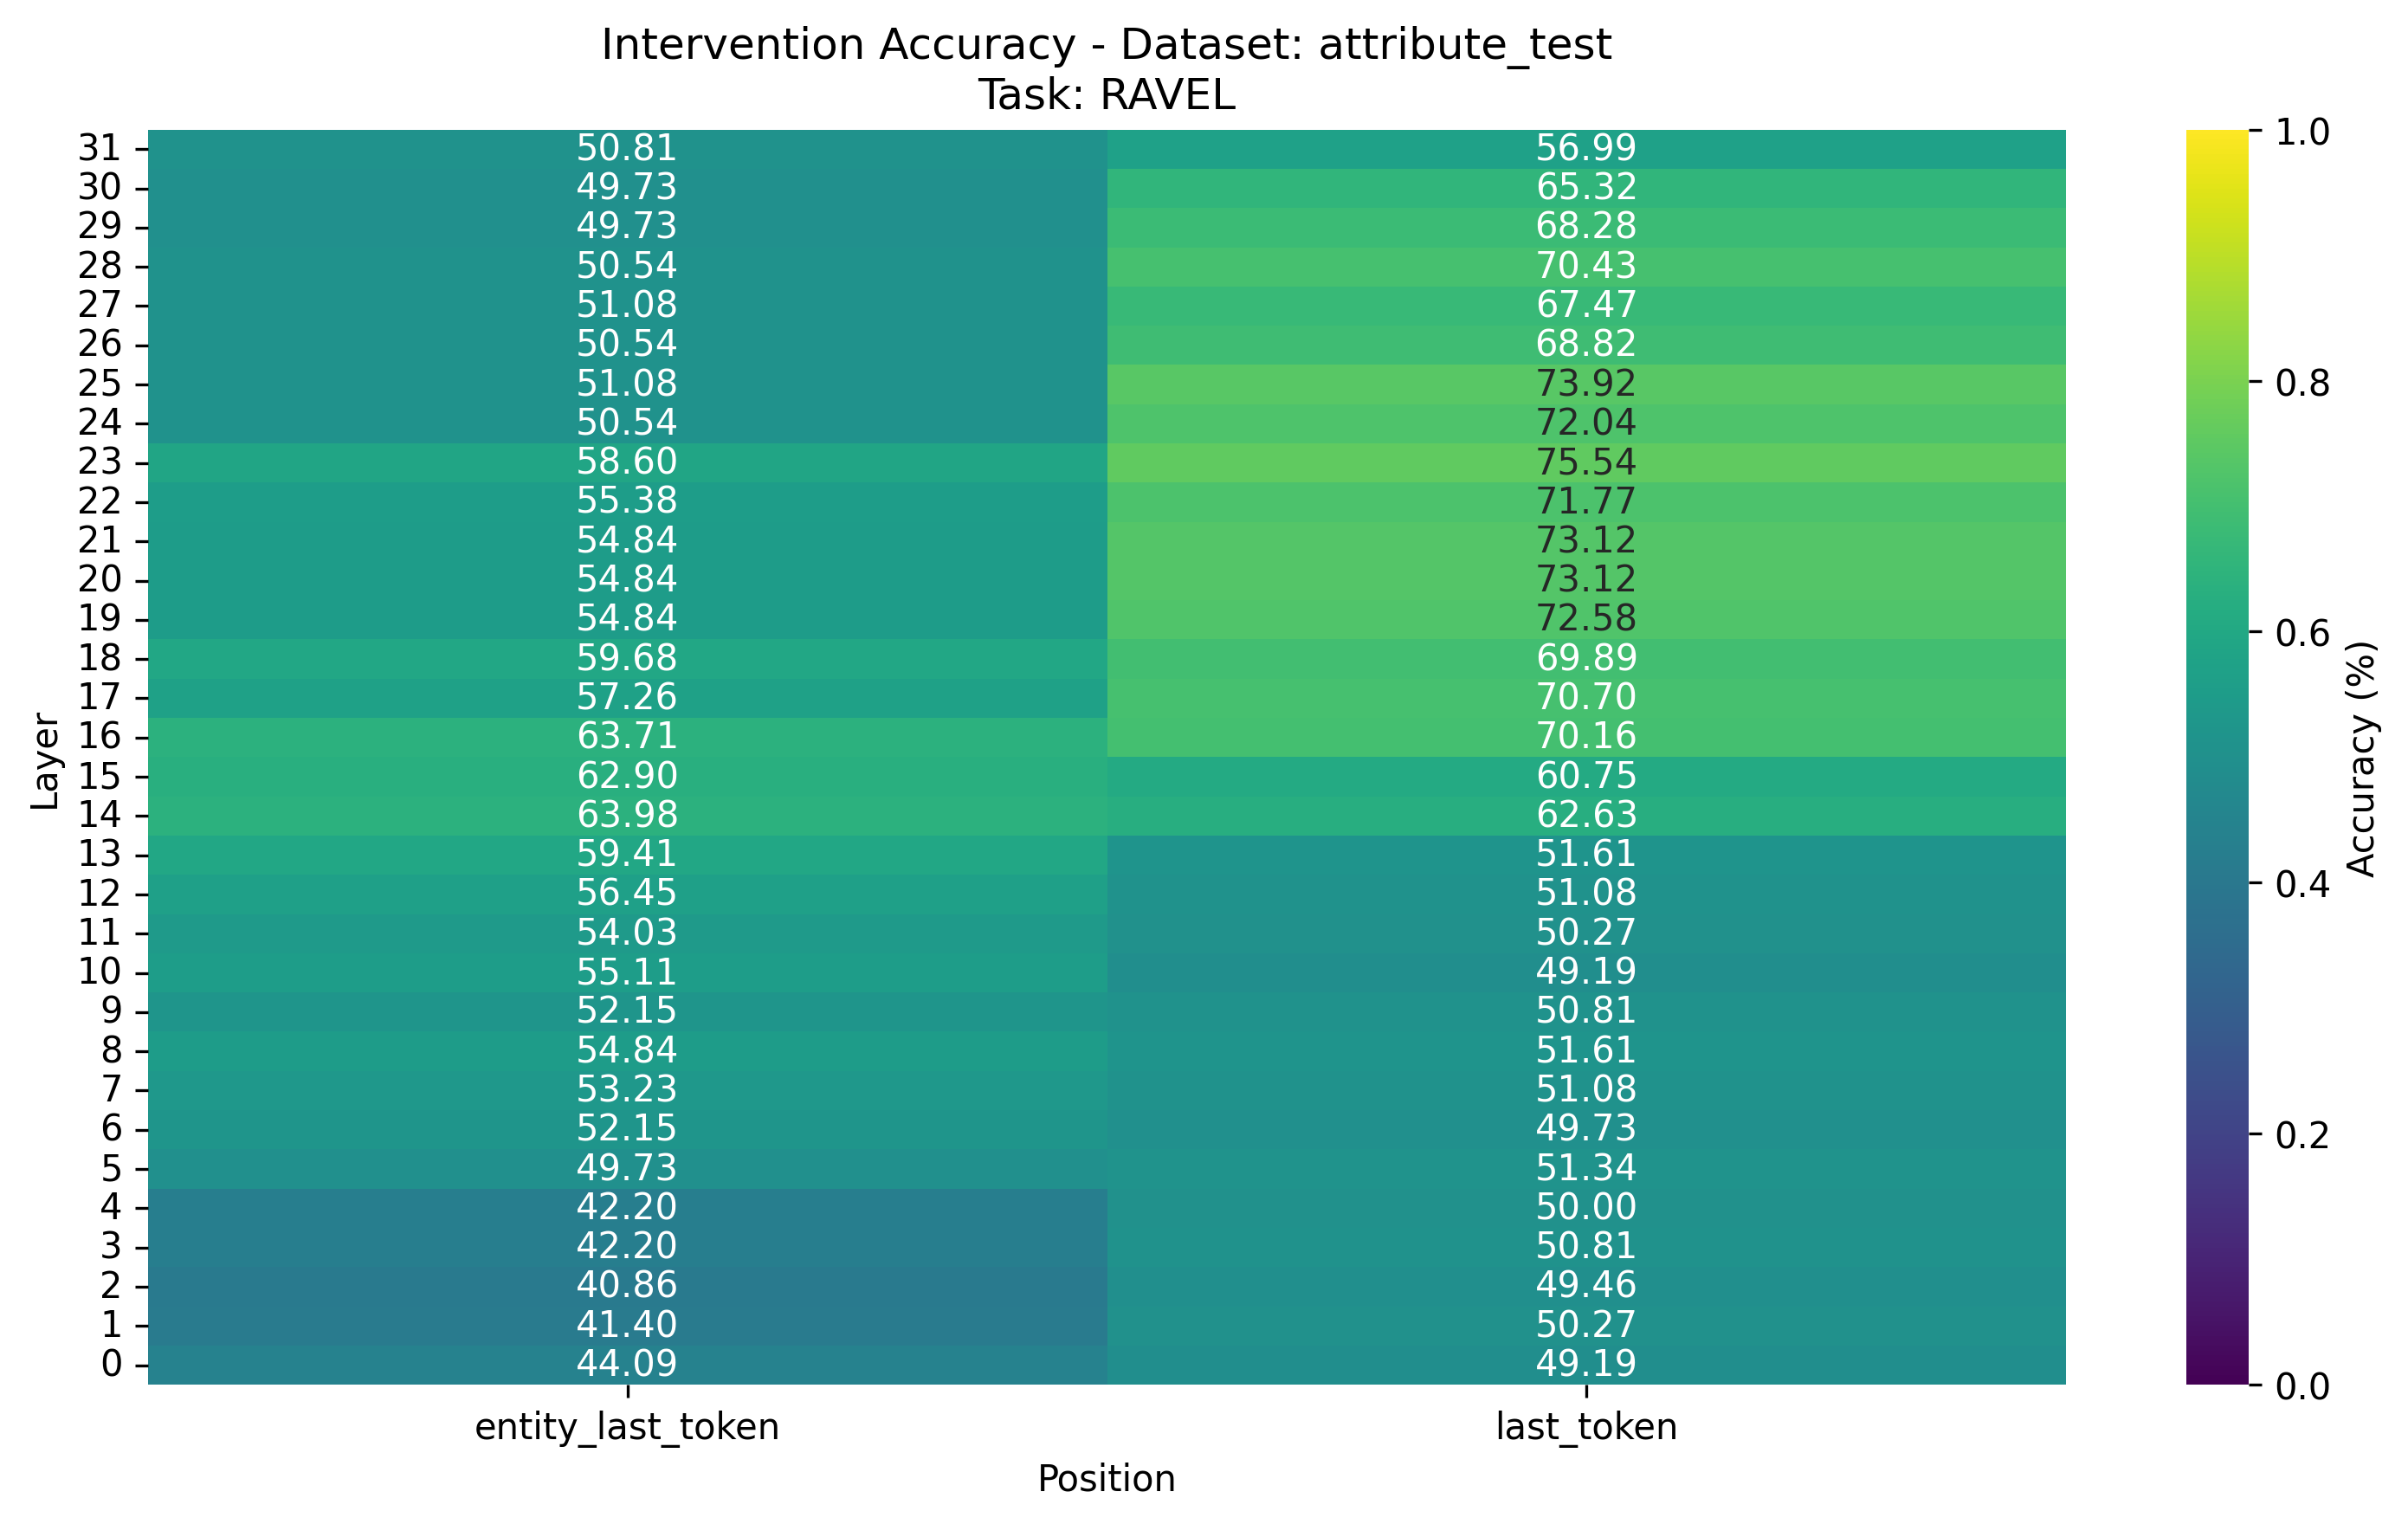 Intervention Accuracy - Dataset: attribute_test
Task: RAVEL
31 50.81 56.99
30 49.73 65.32
29 49.73 68.28
28 50.54 70.43
27 51.08 67.47
26 50.54 68.82
25 51.08 73.92
24 50.54 72.04
23 58.60 75.54
22 55.38 71.77
21 54.84 73.12
20 54.84 73.12
19 54.84 72.58
18 59.68 69.89
17 57.26 70.70
16 63.71 70.16
15 62.90 60.75
14 63.98 62.63
13 59.41 51.61
12 56.45 51.08
11 54.03 50.27
10 55.11 49.19
9 52.15 50.81
8 54.84 51.61
7 53.23 51.08
6 52.15 49.73
5 49.73 51.34
4 42.20 50.00
3 42.20 50.81
2 40.86 49.46
1 41.40 50.27
0 44.09 49.19
entity_last_token last_token
Position
Layer
1.0
0.8
0.6
0.4
0.2
0.0
Accuracy (%)